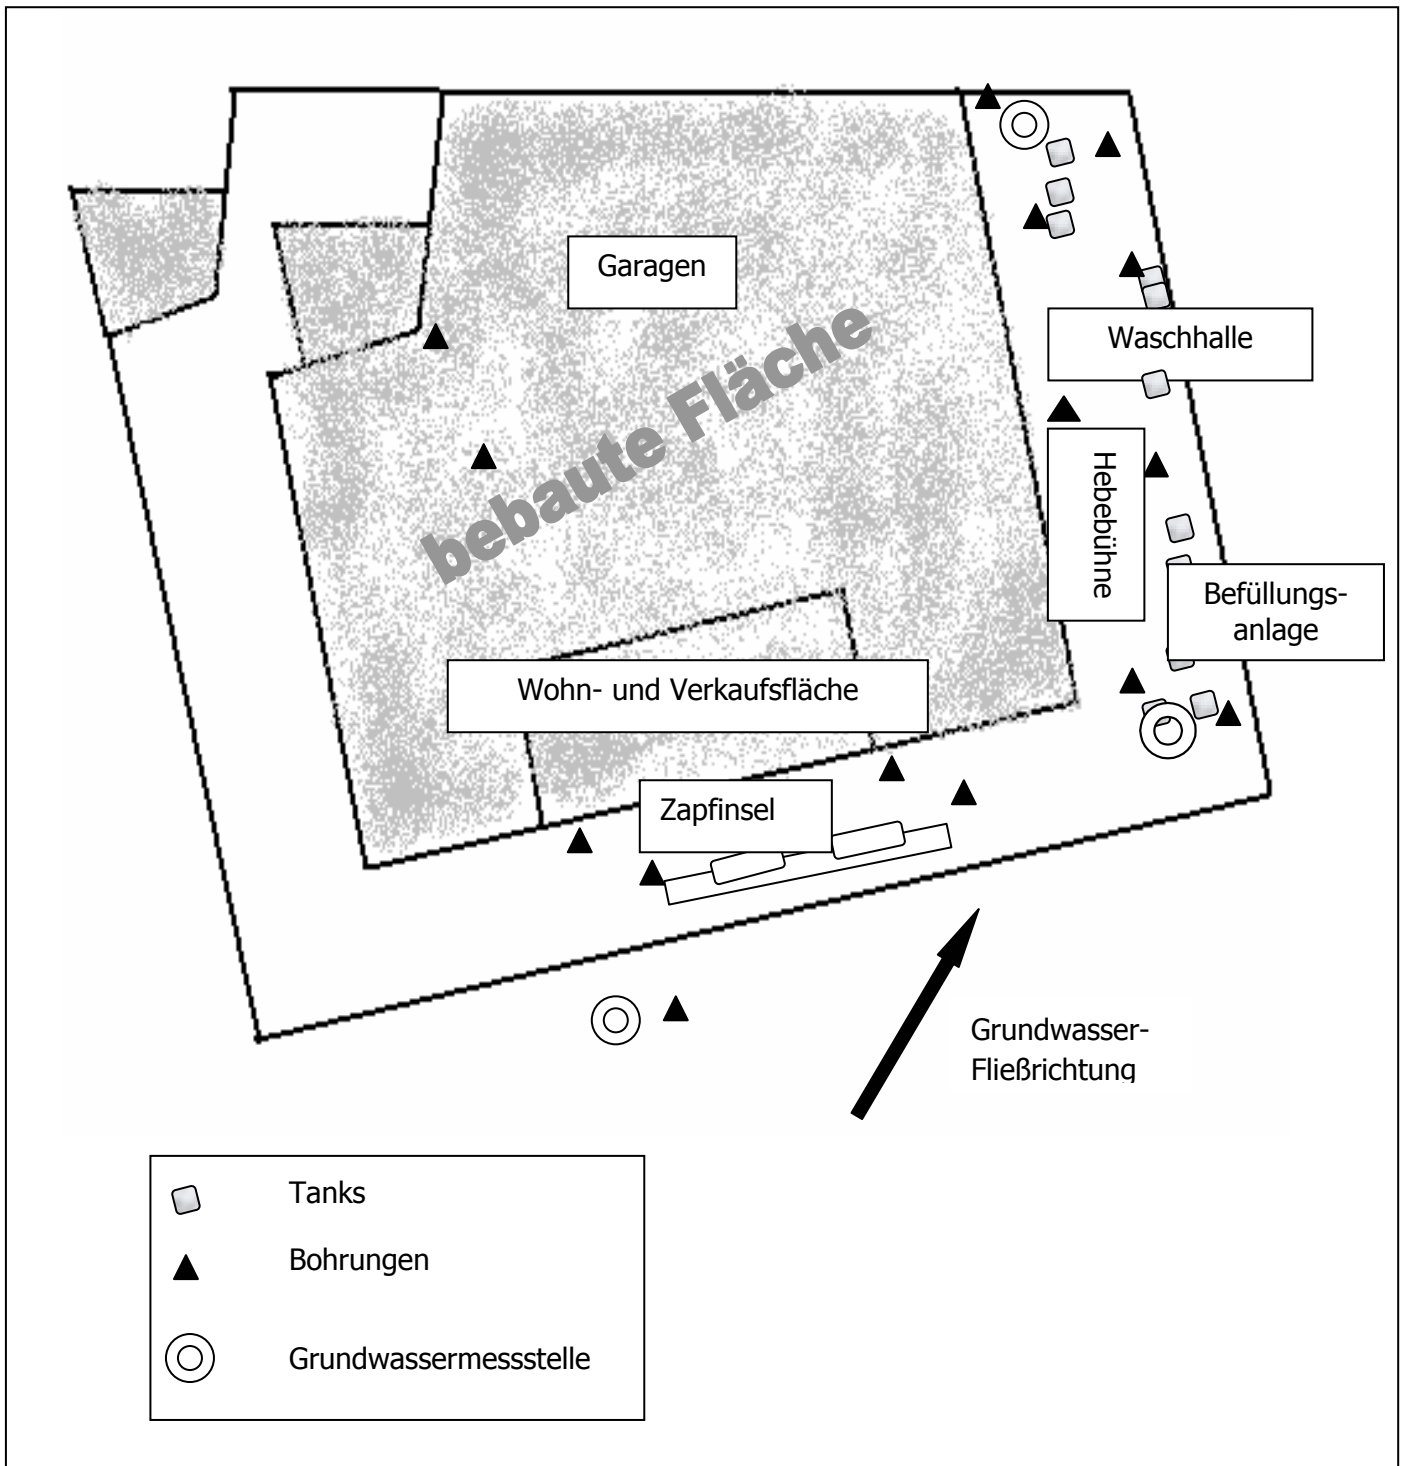 Garagen
bebaute Fläche
Waschhalle
Hebebühne
Befüllungs-
anlage
Wohn- und Verkaufsfläche
Zapfinsel
Grundwasser-
Fließrichtung
Tanks
Bohrungen
Grundwassermessstelle